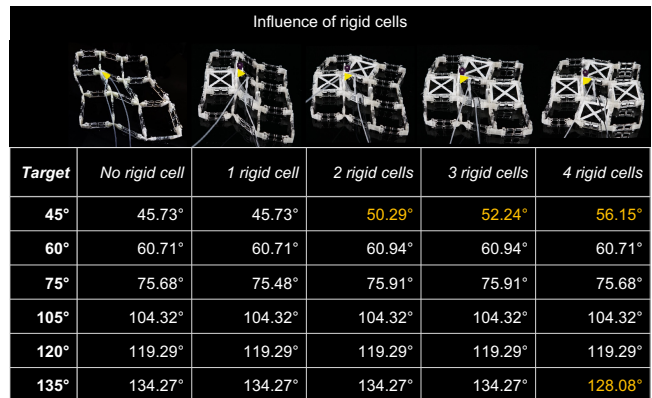 Influence of rigid cells
Target No rigid cell 1 rigid cell 2 rigid cells 3 rigid cells 4 rigid cells
45° 45.73° 45.73° 50.29° 52.24° 56.15°
60° 60.71° 60.71° 60.94° 60.94° 60.71°
75° 75.68° 75.48° 75.91° 75.91° 75.68°
105° 104.32° 104.32° 104.32° 104.32° 104.32°
120° 119.29° 119.29° 119.29° 119.29° 119.29°
135° 134.27° 134.27° 134.27° 134.27° 128.08°